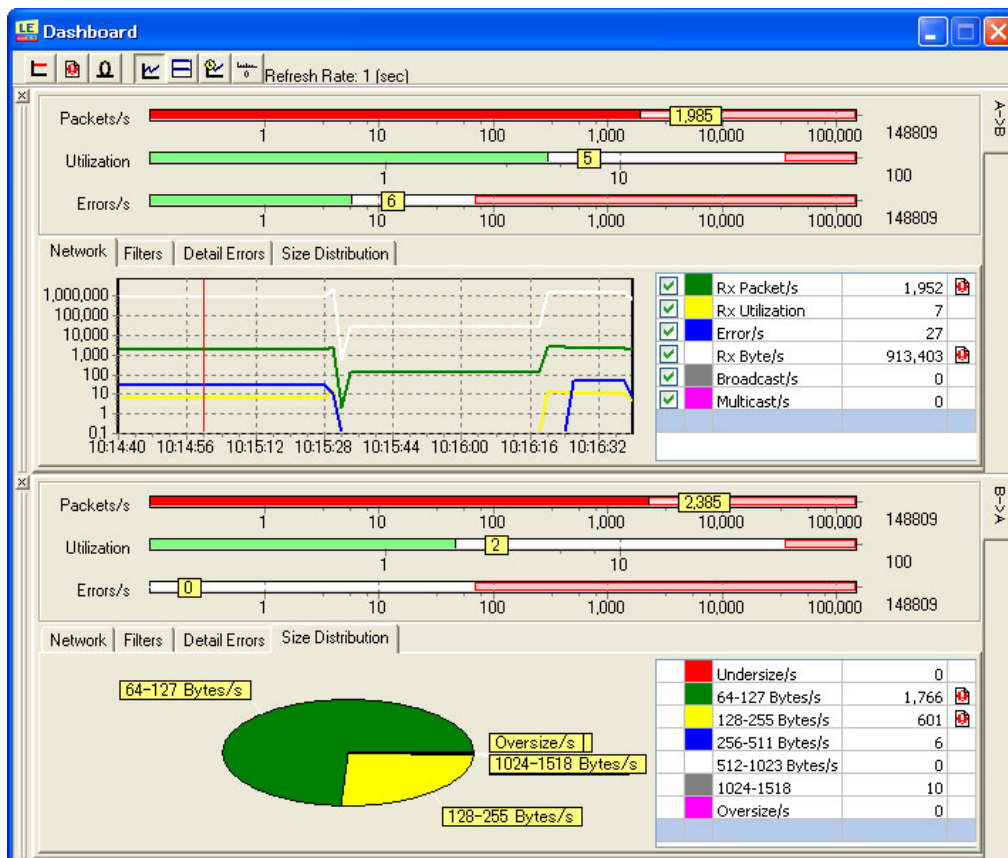 LE Dashboard
0 Refresh Rate: 1 (sec)
A->B
Packets/s 1,985
1 10 100 1,000 10,000 100,000 148809
Utilization 5
1 10 100
Errors/s 6
1 10 100 1,000 10,000 100,000 148809
Network Filters Detail Errors Size Distribution
1,000,000
100,000
10,000
1,000
100
10
1
0.1
10:14:40 10:14:56 10:15:12 10:15:28 10:15:44 10:16:00 10:16:16 10:16:32
Rx Packet/s 1,952
Rx Utilization 7
Error/s 27
Rx Byte/s 913,403
Broadcast/s 0
Multicast/s 0
B->A
Packets/s 2,385
1 10 100 1,000 10,000 100,000 148809
Utilization 2
1 10 100
Errors/s 0
1 10 100 1,000 10,000 100,000 148809
Network Filters Detail Errors Size Distribution
64-127 Bytes/s
Oversize/s
1024-1518 Bytes/s
128-255 Bytes/s
Undersize/s 0
64-127 Bytes/s 1,766
128-255 Bytes/s 601
256-511 Bytes/s 6
512-1023 Bytes/s 0
1024-1518 10
Oversize/s 0